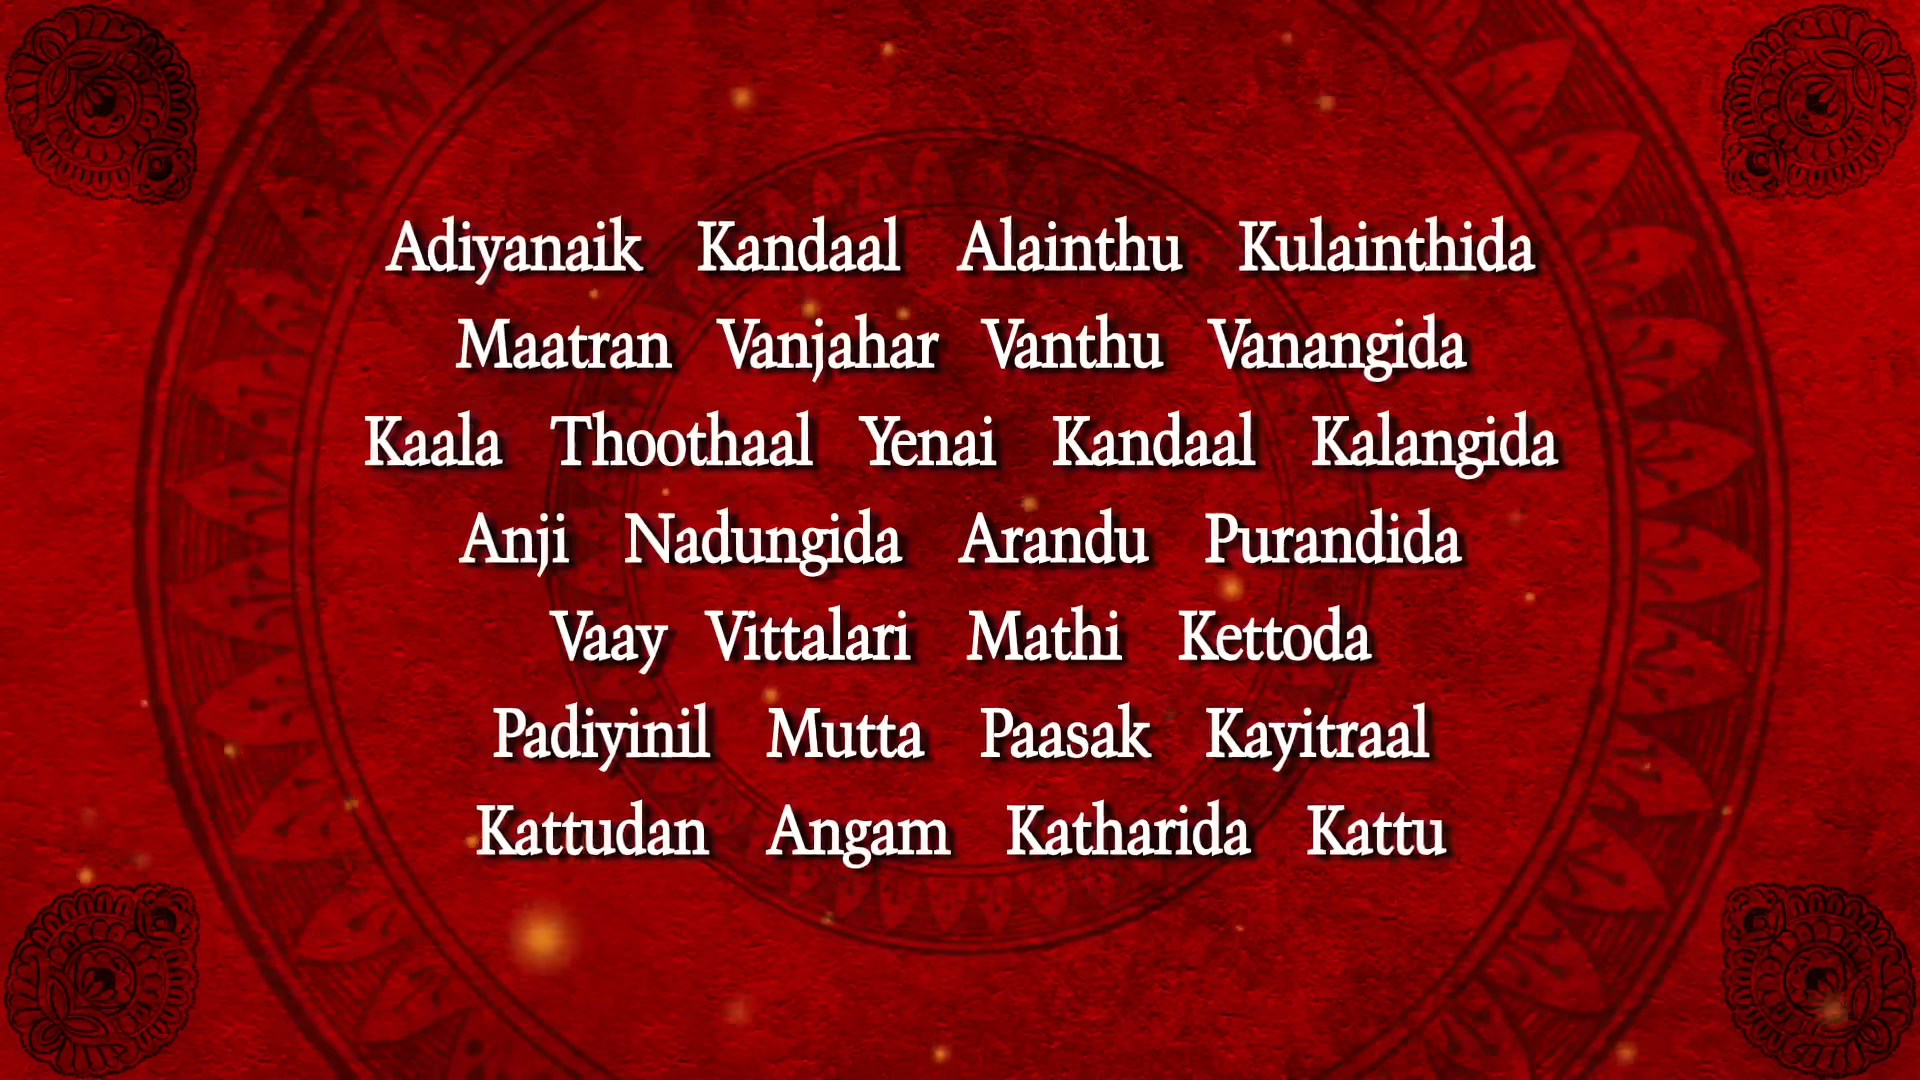 Adiyanaik Kandaal Alainthu Kulainthida
Maatran Vanjahar Vanthu Vanangida
Kaala Thoothaal Yenai Kandaal Kalangida
Anji Nadungida Arandu Purandida
Vaay Vittalari Mathi Kettoda
Padiyinil Mutta Paasak Kayitraal
Kattudan Angam Katharida Kattu